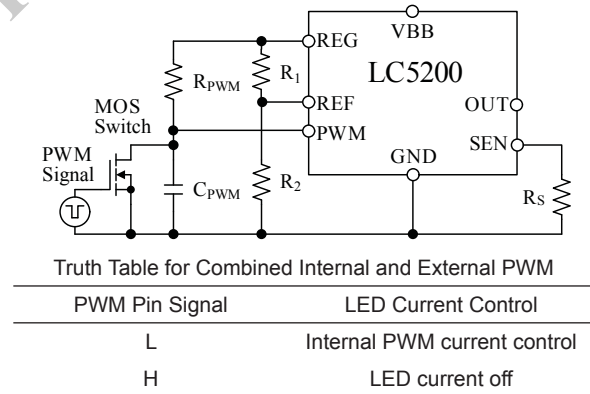 VBB
REG
LC5200
R1
RPWM
REF
OUT
MOS
Switch
PWM
SEN
GND
PWM
Signal
CPWM
R2
RS
Truth Table for Combined Internal and External PWM
PWM Pin Signal LED Current Control
L Internal PWM current control
H LED current off